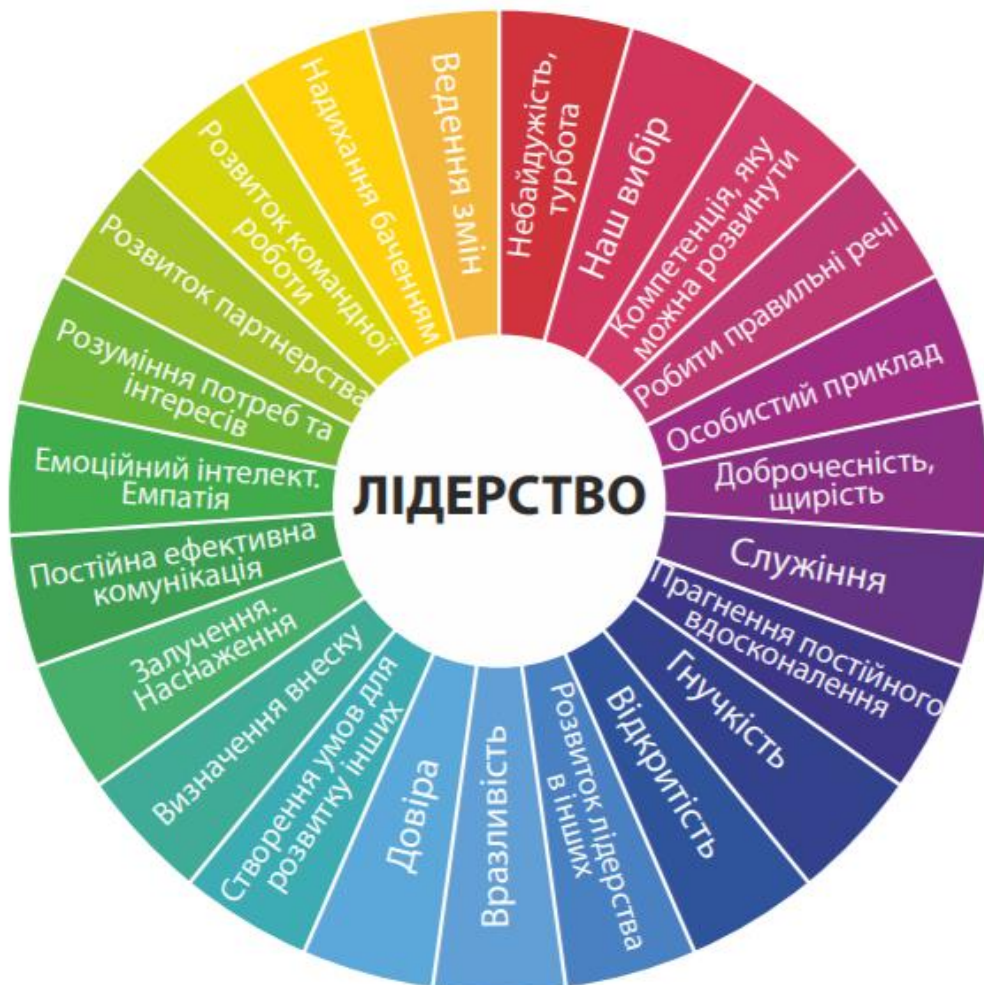 Небайдужість,
турбота
Наш вибір
Компетенція, яку
можна розвинути
Робити правильні речі
Особистий приклад
Доброчесність,
щирість
Служіння
Прагнення постійного
вдосконалення
Гнучкість
Відкритість
Розвиток лідерства
в інших
Вразливість
Довіра
Створення умов для
розвитку інших
Визначення внеску
Залучення.
Наснаження
Постійна ефективна
комунікація
Емоційний інтелект.
Емпатія
Розуміння потреб та
інтересів
Розвиток партнерства
Розвиток командної
роботи
Надихання баченням
Ведення змін
ЛІДЕРСТВО